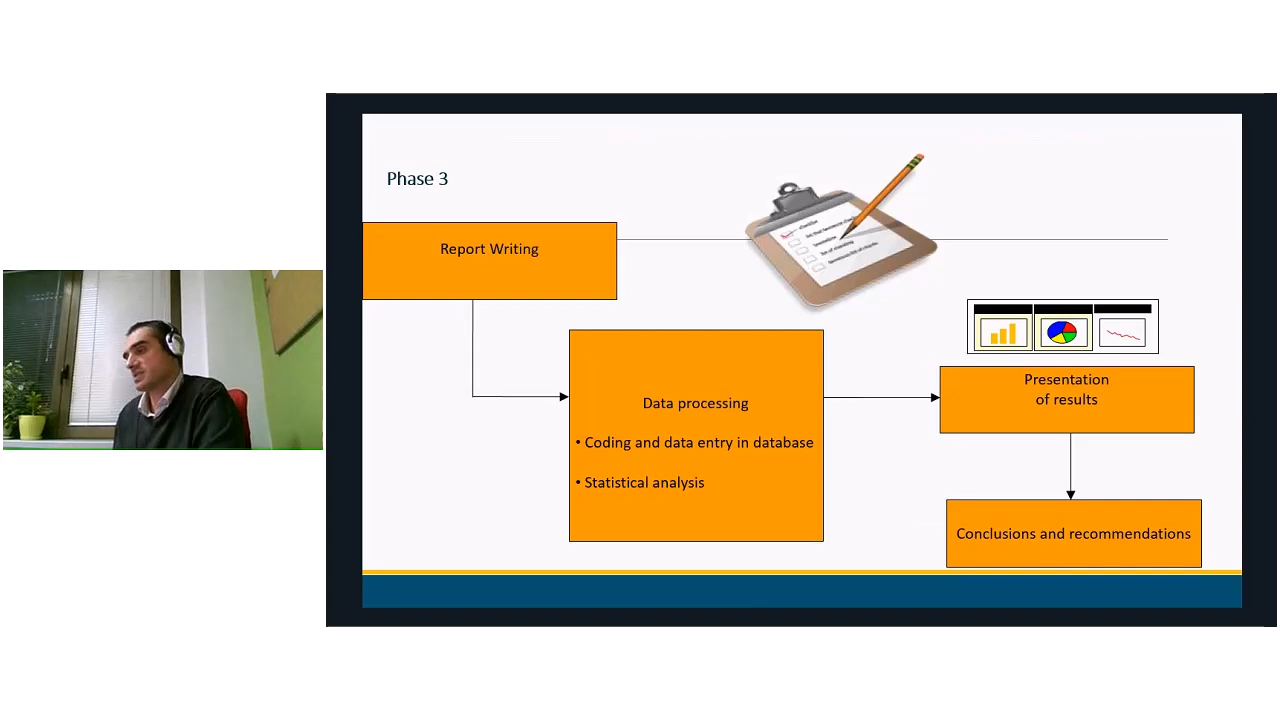 Phase 3
Report Writing
Data processing
• Coding and data entry in database
• Statistical analysis
Presentation
of results
Conclusions and recommendations